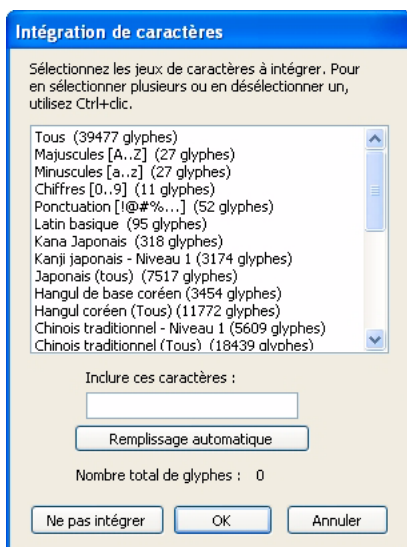 Intégration de caractères
Sélectionnez les jeux de caractères à intégrer. Pour
en sélectionner plusieurs ou en désélectionner un,
utilisez Ctrl+clic.
Tous (39477 glyphes)
Majuscules [A..Z] (27 glyphes)
Minuscules [a..z] (27 glyphes)
Chiffres [0..9] (11 glyphes)
Ponctuation [!@#%...] (52 glyphes)
Latin basique (95 glyphes)
Kana Japonais (318 glyphes)
Kanji japonais - Niveau 1 (3174 glyphes)
Japonais (tous) (7517 glyphes)
Hangul de base coréen (3454 glyphes)
Hangul coréen (Tous) (11772 glyphes)
Chinois traditionnel - Niveau 1 (5609 glyphes)
Chinois traditionnel (Tous) (18439 glyphes)
Inclure ces caractères :
Remplissage automatique
Nombre total de glyphes : 0
Ne pas intégrer OK Annuler